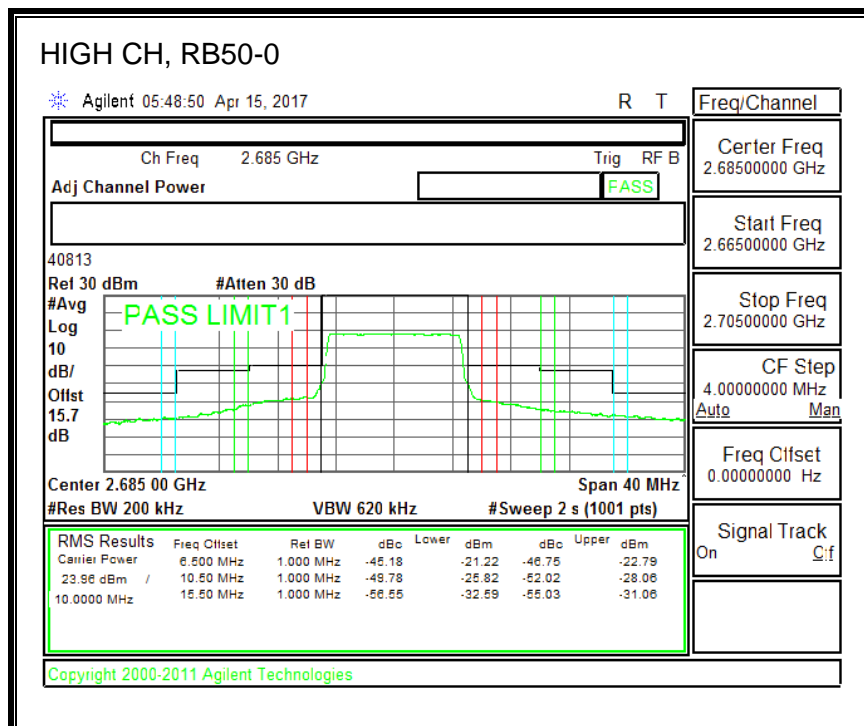 HIGH CH, RB50-0
Agilent 05:48:50 Apr 15, 2017 R T
Freq/Channel
Ch Freq 2.685 GHz Trig RF B
Adj Channel Power PASS
Center Freq
2.68500000 GHz
Start Freq
2.66500000 GHz
Stop Freq
2.70500000 GHz
CF Step
4.00000000 MHz
Auto Man
Freq Offset
0.00000000 Hz
Signal Track
On Off
40813
Ref 30 dBm #Atten 30 dB
#Avg
Log
10
dB/
Offst
15.7
dB
PASS LIMIT1
Center 2.685 00 GHz Span 40 MHz
#Res BW 200 kHz VBW 620 kHz #Sweep 2 s (1001 pts)
RMS Results Freq Offset Ref BW dBc Lower dBm dBc Upper dBm
Carrier Power 6.500 MHz 1.000 MHz -45.18 -21.22 -46.75 -22.79
23.96 dBm / 10.50 MHz 1.000 MHz -49.78 -25.82 -52.02 -28.06
10.0000 MHz 15.50 MHz 1.000 MHz -56.55 -32.59 -55.03 -31.06
Copyright 2000-2011 Agilent Technologies